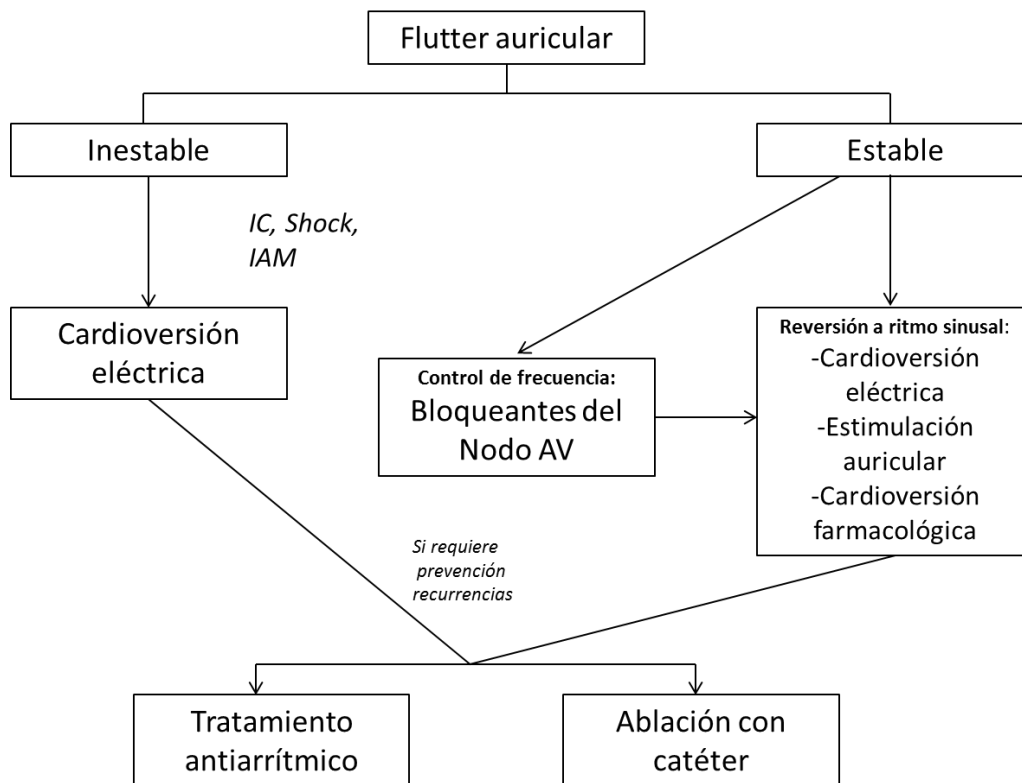 Flutter auricular
Inestable
Estable
IC, Shock,
IAM
Cardioversión
eléctrica
Control de frecuencia:
Bloqueantes del
Nodo AV
Reversión a ritmo sinusal:
-Cardioversión
eléctrica
-Estimulación
auricular
-Cardioversión
farmacológica
Si requiere
prevención
recurrencias
Tratamiento
antiarrítmico
Ablación con
catéter